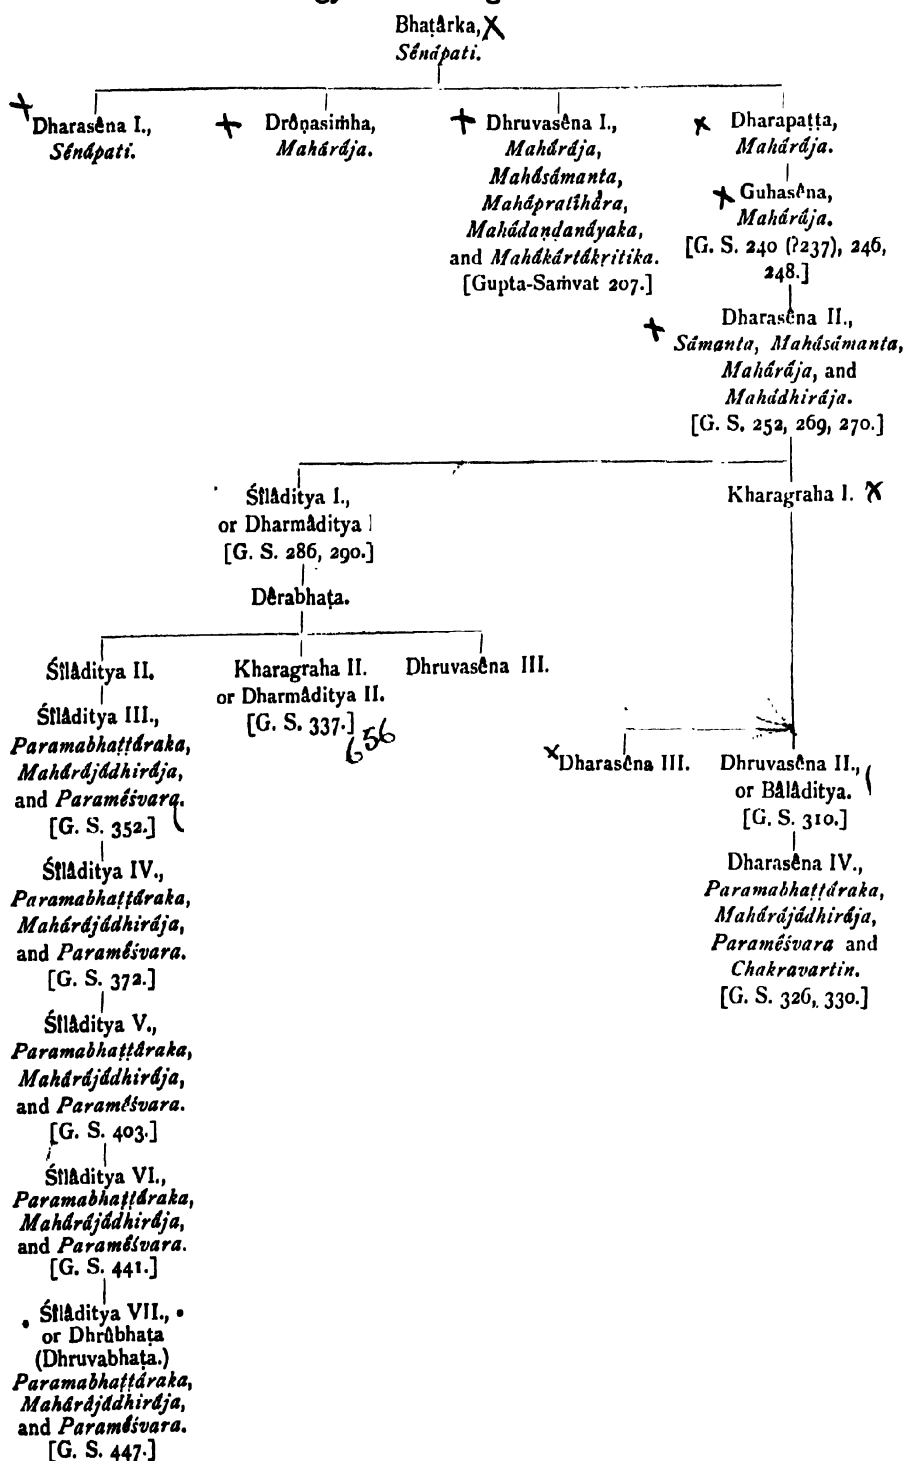 Bhaṭârka,
Sênâpati.
Dharasêna I.,
Sênâpati.
Drôṇasiṁha,
Mahârâja.
Dhruvasêna I.,
Mahârâja,
Mahâsâmanta,
Mahâpratîhâra,
Mahâdaṇḍanâyaka,
and Mahâkârtâkṛitika.
[Gupta-Saṁvat 207.]
Dharapaṭṭa,
Mahârâja.
Guhasêna,
Mahârâja.
[G. S. 240 (?237), 246,
248.]
Dharasêna II.,
Sâmanta, Mahâsâmanta,
Mahârâja, and
Mahâdhirâja.
[G. S. 252, 269, 270.]
Śîlâditya I.,
or Dharmâditya I
[G. S. 286, 290.]
Kharagraha I.
Dêrabhaṭa.
Śîlâditya II.
Kharagraha II.
or Dharmâditya II.
[G. S. 337.]
656
Dhruvasêna III.
Śîlâditya III.,
Paramabhaṭṭâraka,
Mahârâjâdhirâja,
and Paramêśvara.
[G. S. 352.]
Dharasêna III.
Dhruvasêna II.,
or Bâlâditya.
[G. S. 310.]
Dharasêna IV.,
Paramabhaṭṭâraka,
Mahârâjâdhirâja,
Paramêśvara and
Chakravartin.
[G. S. 326, 330.]
Śîlâditya IV.,
Paramabhaṭṭâraka,
Mahârâjâdhirâja,
and Paramêśvara.
[G. S. 372.]
Śîlâditya V.,
Paramabhaṭṭâraka,
Mahârâjâdhirâja,
and Paramêśvara.
[G. S. 403.]
Śîlâditya VI.,
Paramabhaṭṭâraka,
Mahârâjâdhirâja,
and Paramêśvara.
[G. S. 441.]
Śîlâditya VII.,
or Dhrûbhaṭa
(Dhruvabhaṭa.)
Paramabhaṭṭâraka,
Mahârâjâdhirâja,
and Paramêśvara.
[G. S. 447.]